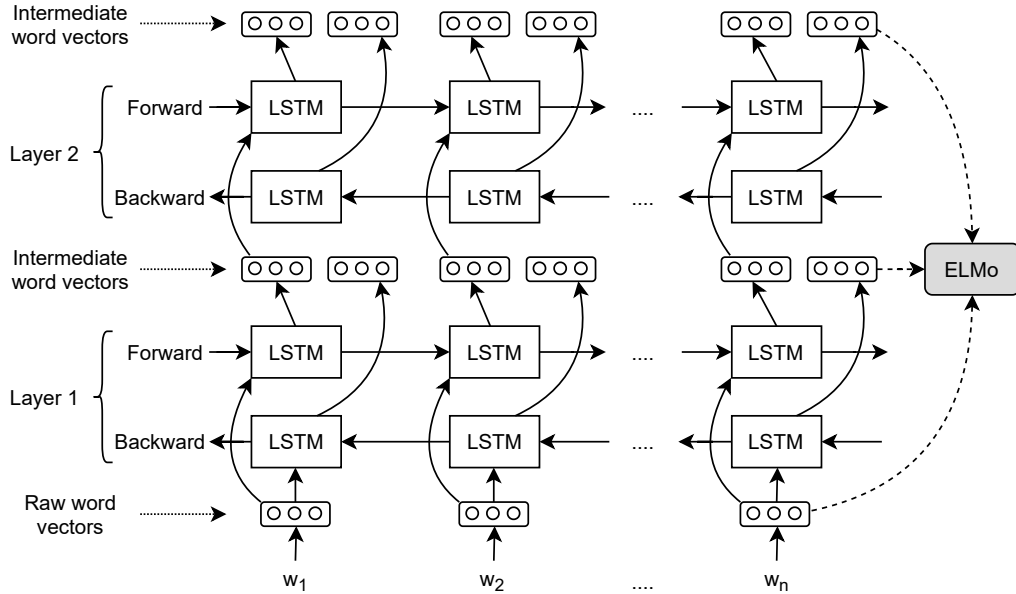 Intermediate
word vectors
Forward LSTM LSTM .... LSTM
Layer 2
Backward LSTM LSTM .... LSTM
Intermediate
word vectors
ELMo
Forward LSTM LSTM .... LSTM
Layer 1
Backward LSTM LSTM .... LSTM
Raw word
vectors
w1 w2 .... wn